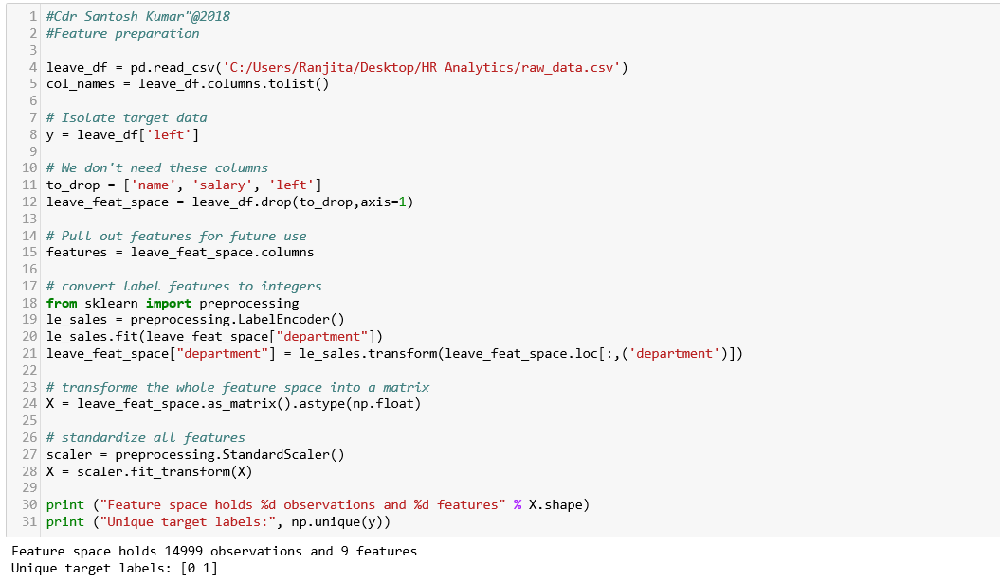 1 #Cdr Santosh Kumar"@2018
2 #Feature preparation
3
4 leave_df = pd.read_csv('C:/Users/Ranjita/Desktop/HR Analytics/raw_data.csv')
5 col_names = leave_df.columns.tolist()
6
7 # Isolate target data
8 y = leave_df['left']
9
10 # We don't need these columns
11 to_drop = ['name', 'salary', 'left']
12 leave_feat_space = leave_df.drop(to_drop,axis=1)
13
14 # Pull out features for future use
15 features = leave_feat_space.columns
16
17 # convert label features to integers
18 from sklearn import preprocessing
19 le_sales = preprocessing.LabelEncoder()
20 le_sales.fit(leave_feat_space["department"])
21 leave_feat_space["department"] = le_sales.transform(leave_feat_space.loc[:,('department')])
22
23 # transforme the whole feature space into a matrix
24 X = leave_feat_space.as_matrix().astype(np.float)
25
26 # standardize all features
27 scaler = preprocessing.StandardScaler()
28 X = scaler.fit_transform(X)
29
30 print ("Feature space holds %d observations and %d features" % X.shape)
31 print ("Unique target labels:", np.unique(y))
Feature space holds 14999 observations and 9 features
Unique target labels: [0 1]